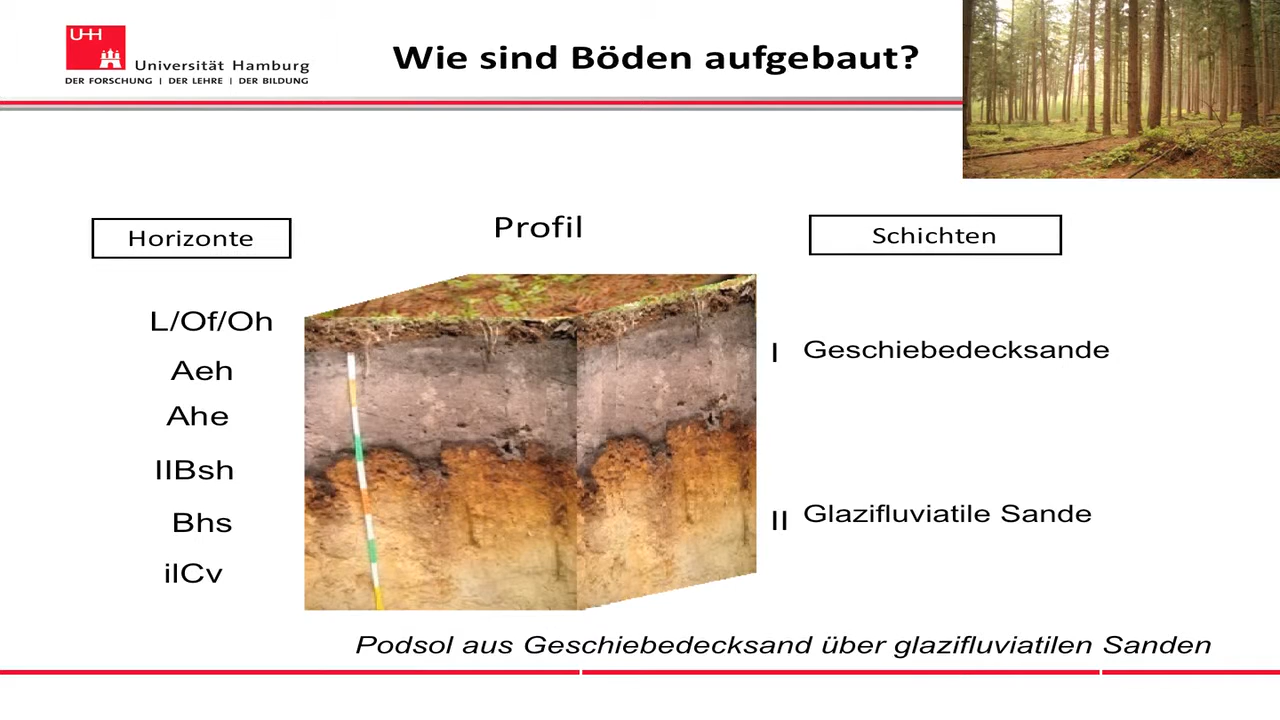 UHH
Universität Hamburg
DER FORSCHUNG | DER LEHRE | DER BILDUNG
Wie sind Böden aufgebaut?
Horizonte
Profil
Schichten
L/Of/Oh
Aeh
Ahe
IIBsh
Bhs
ilCv
I Geschiebedecksande
II Glazifluviatile Sande
Podsol aus Geschiebedecksand über glazifluviatilen Sanden